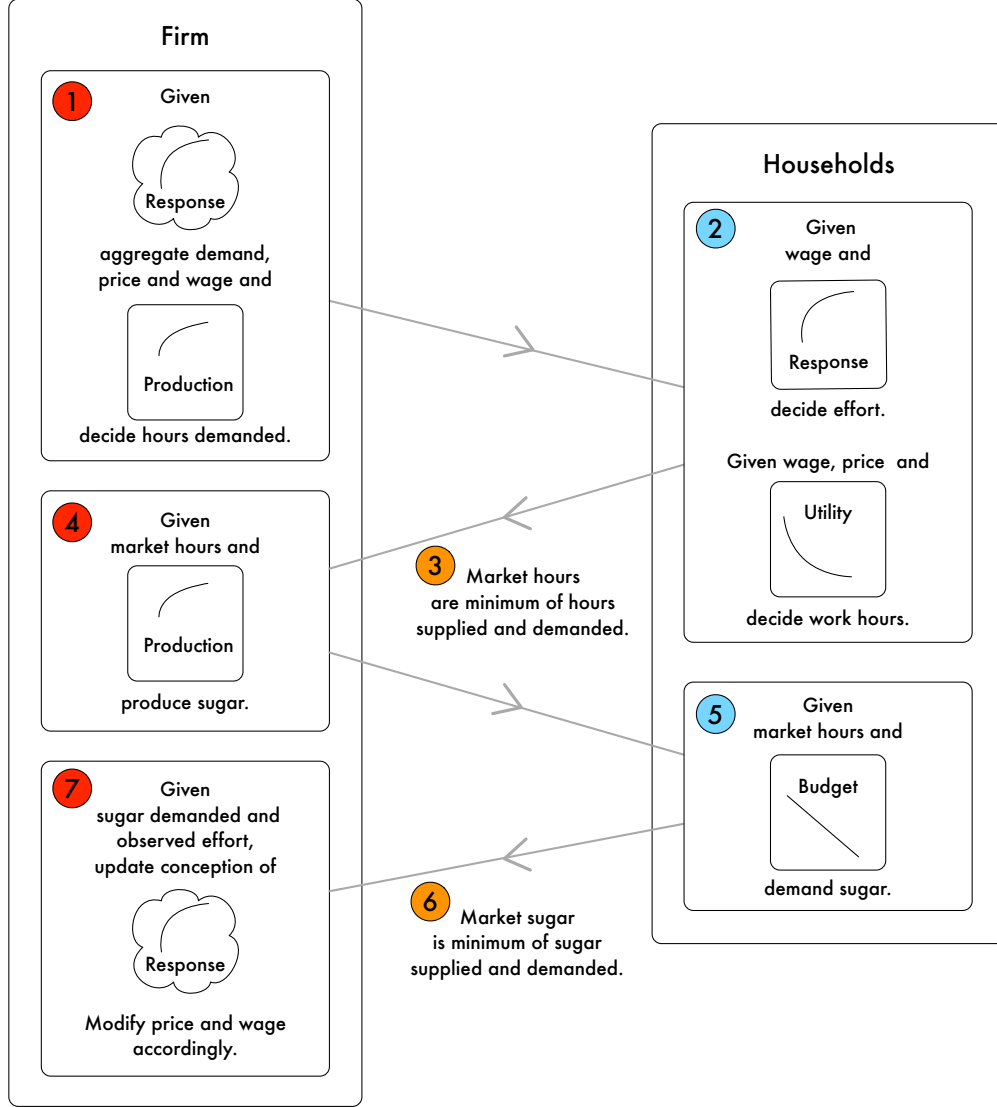 Firm
1
Given
Response
aggregate demand,
price and wage and
Production
decide hours demanded.
Households
2
Given
wage and
Response
decide effort.
Given wage, price and
Utility
decide work hours.
3
Market hours
are minimum of hours
supplied and demanded.
4
Given
market hours and
Production
produce sugar.
5
Given
market hours and
Budget
demand sugar.
6
Market sugar
is minimum of sugar
supplied and demanded.
7
Given
sugar demanded and
observed effort,
update conception of
Response
Modify price and wage
accordingly.